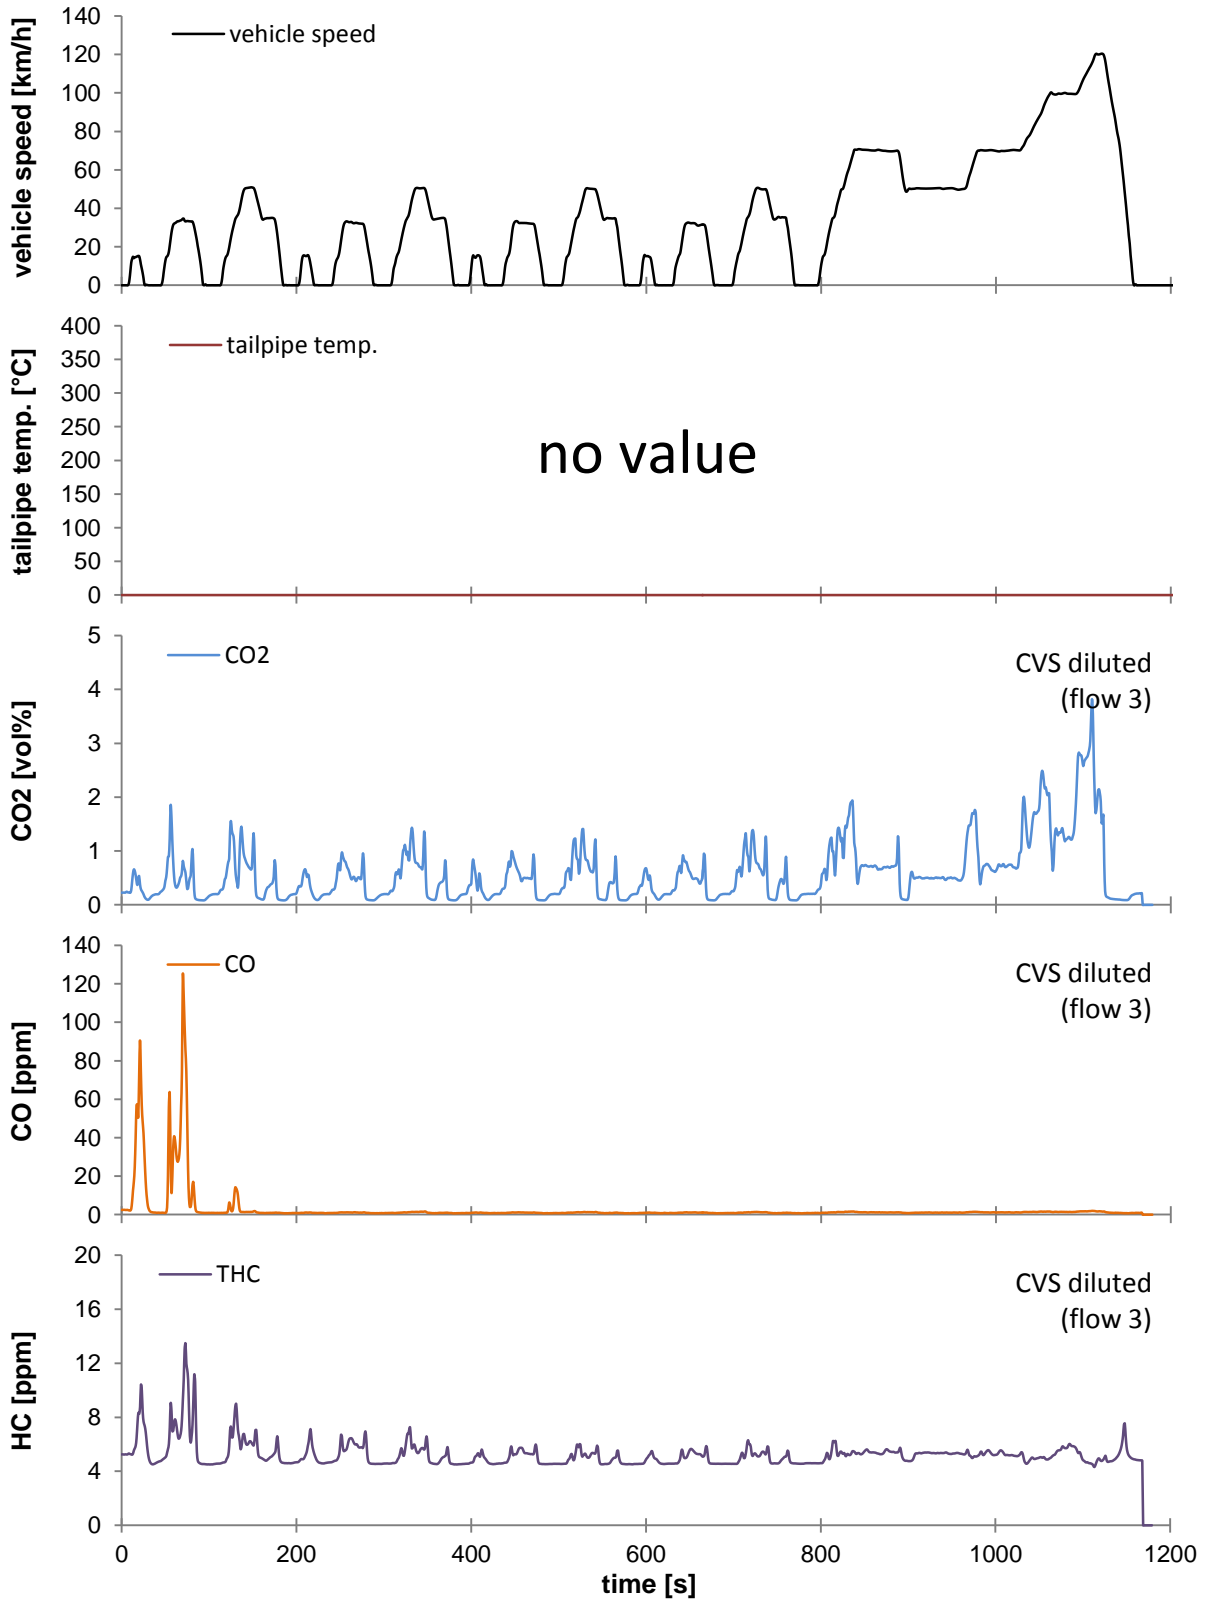 vehicle speed [km/h]
140
120
100
80
60
40
20
0
vehicle speed
tailpipe temp. [°C]
400
350
300
250
200
150
100
50
0
tailpipe temp.
no value
CO2 [vol%]
5
4
3
2
1
0
CO2
CVS diluted
(flow 3)
CO [ppm]
140
120
100
80
60
40
20
0
CO
CVS diluted
(flow 3)
HC [ppm]
20
16
12
8
4
0
THC
CVS diluted
(flow 3)
0 200 400 600 800 1000 1200
time [s]